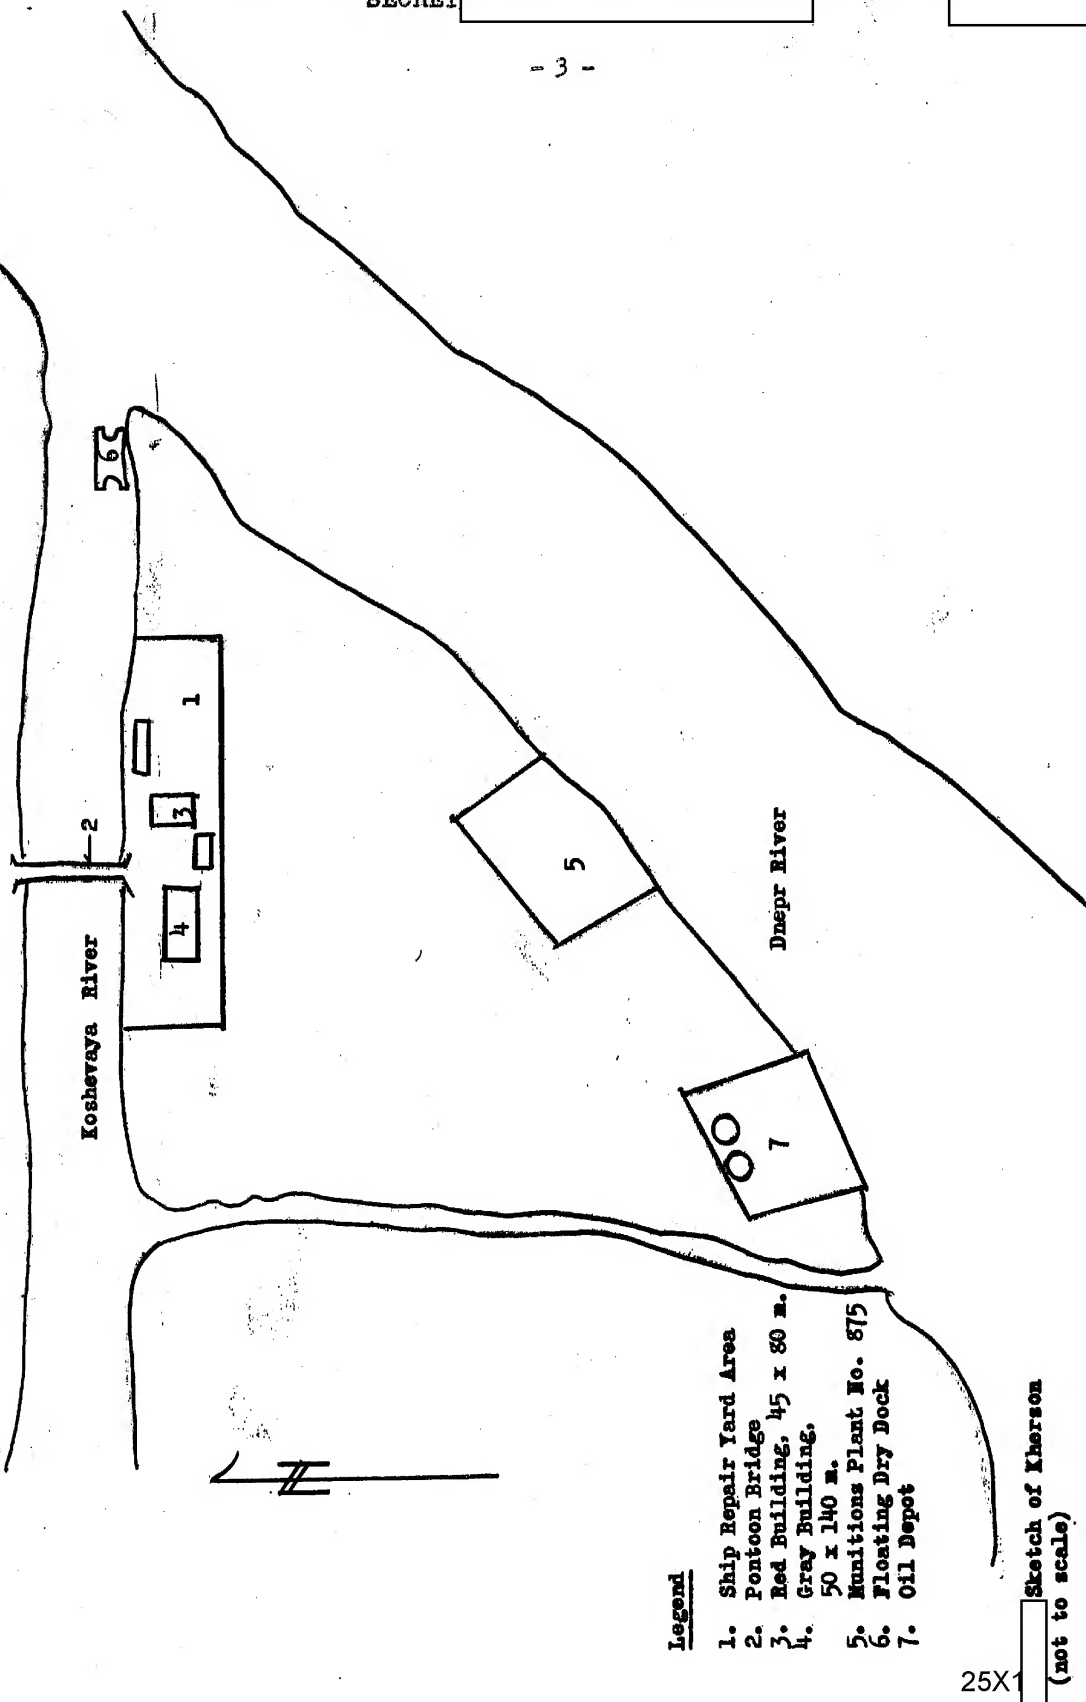 SECRET
- 3 -
Koshevaya River
2
1
3
4
5
6
7
Dnepr River
Legend
1. Ship Repair Yard Area
2. Pontoon Bridge
3. Red Building, 45 x 80 m.
4. Gray Building,
50 x 140 m.
5. Munitions Plant No. 875
6. Floating Dry Dock
7. Oil Depot
25X1
Sketch of Kherson
(not to scale)